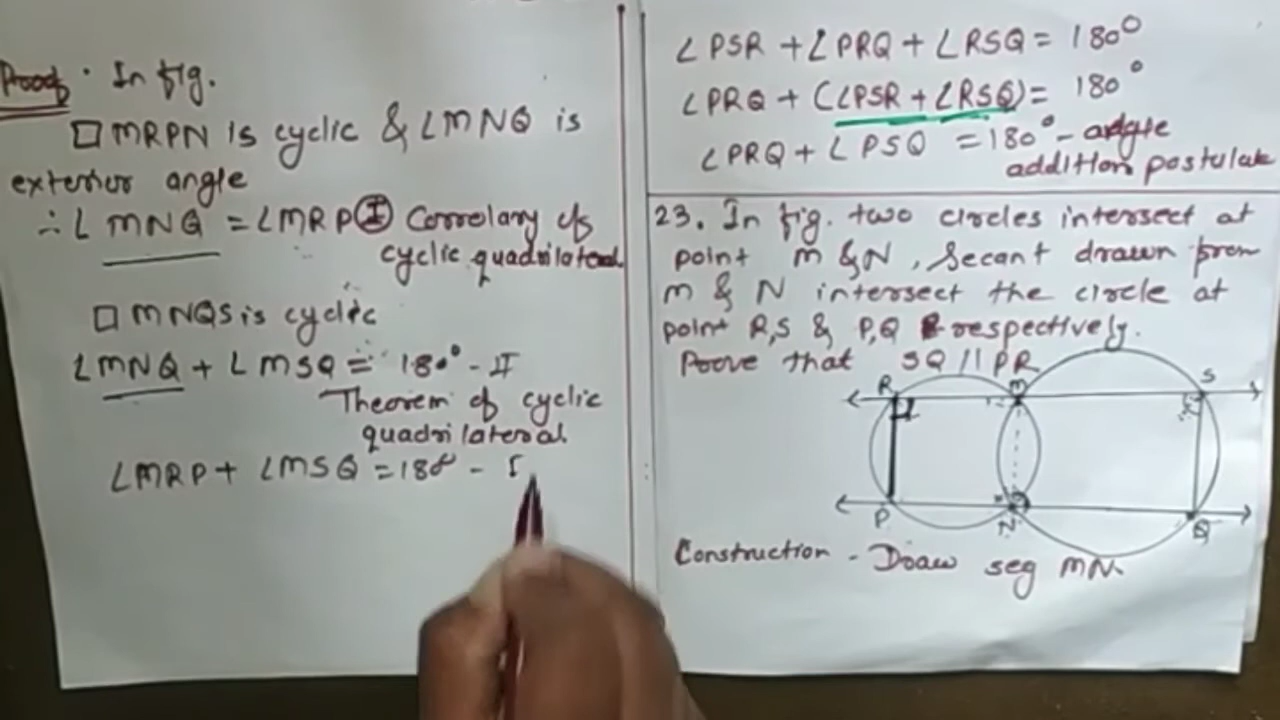 Proof. In fig.
□ MRPN is cyclic & ∠MNQ is
exterior angle
∴ ∠ MNQ = ∠MRP Ⓘ Correlary of
cyclic quadrilateral.
□ MNQS is cyclic
∠MNQ + ∠MSQ = 180° - II
Theorem of cyclic
quadrilateral.
∠MRP + ∠MSQ = 180° - I
∠PSR + ∠PRQ + ∠RSQ = 180°
∠PRQ + (∠PSR + ∠RSQ) = 180°
∠PRQ + ∠PSQ = 180° - angle
addition postulate
23. In fig. two circles intersect at
point M & N, Secant drawn from
M & N intersect the circle at
point R,S & P,Q respectively.
Prove that SQ // PR
R M S
P N Q
Construction - Draw seg MN.